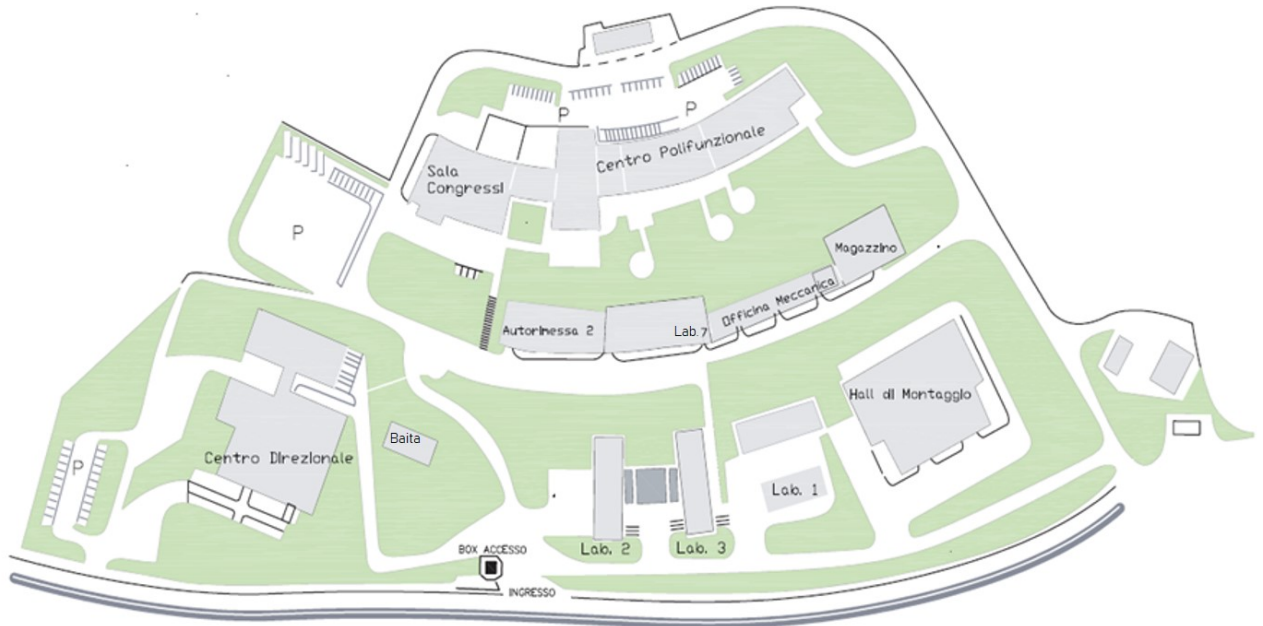 P
P
Centro Polifunzionale
Sala
Congressi
P
Magazzino
Officina Meccanica
Autorimessa 2
Lab. 7
Hall di Montaggio
Baita
Centro Direzionale
P
Lab. 1
Lab. 2
Lab. 3
BOX ACCESSO
INGRESSO